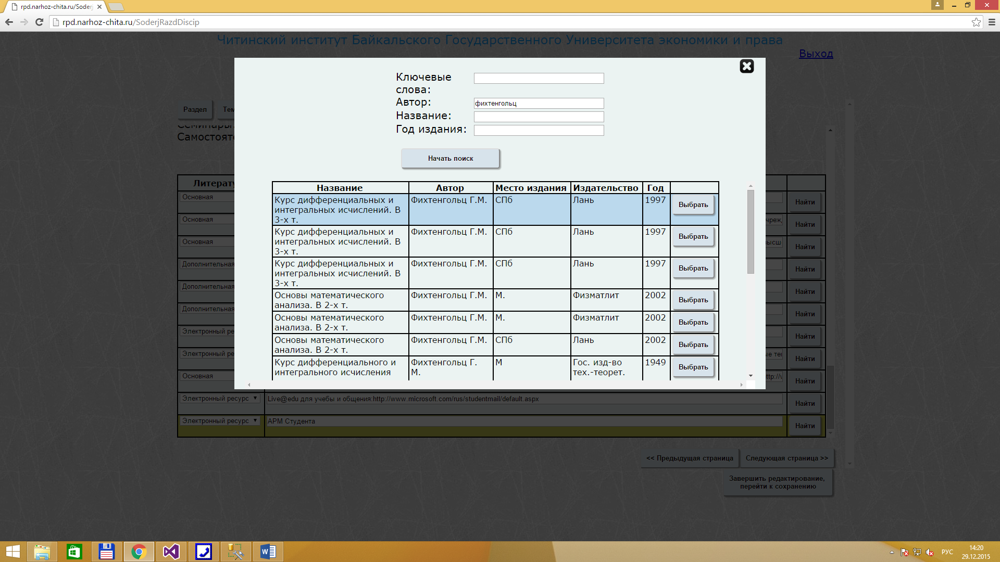 rpd.narhoz-chita.ru/Soderj
rpd.narhoz-chita.ru/SoderjRazdDiscip
Читинский институт Байкальского Государственного Университета экономики и права
Выход
Ключевые
слова:
Автор: фихтенгольц
Название:
Год издания:
Начать поиск
Раздел
Самостоят
Название Автор Место издания Издательство Год
Курс дифференциальных и Фихтенгольц Г.М. СПб Лань 1997 Выбрать
интегральных исчислений. В
3-х т.
Курс дифференциальных и Фихтенгольц Г.М. СПб Лань 1997 Выбрать
интегральных исчислений. В
3-х т.
Курс дифференциальных и Фихтенгольц Г.М. СПб Лань 1997 Выбрать
интегральных исчислений. В
3-х т.
Основы математического Фихтенгольц Г.М. М. Физматлит 2002 Выбрать
анализа. В 2-х т.
Основы математического Фихтенгольц Г.М. М. Физматлит 2002 Выбрать
анализа. В 2-х т.
Основы математического Фихтенгольц Г.М. СПб Лань 2002 Выбрать
анализа. В 2-х т.
Курс дифференциального и Фихтенгольц Г. М Гос. изд-во 1949 Выбрать
интегрального исчисления М. тех.-теорет.
Литерат
Основная Найти
Основная Найти
Основная Найти
Дополнительная Найти
Дополнительная Найти
Дополнительная Найти
Электронный ре Найти
Электронный ре Найти
Основная Найти
Электронный ресурс Live@edu для учебы и общения:http://www.microsoft.com/rus/studentmail/default.aspx Найти
Электронный ресурс АРМ Студента Найти
<< Предыдущая страница Следующая страница >>
Завершить редактирование,
перейти к сохранению
РУС
14:20
29.12.2015